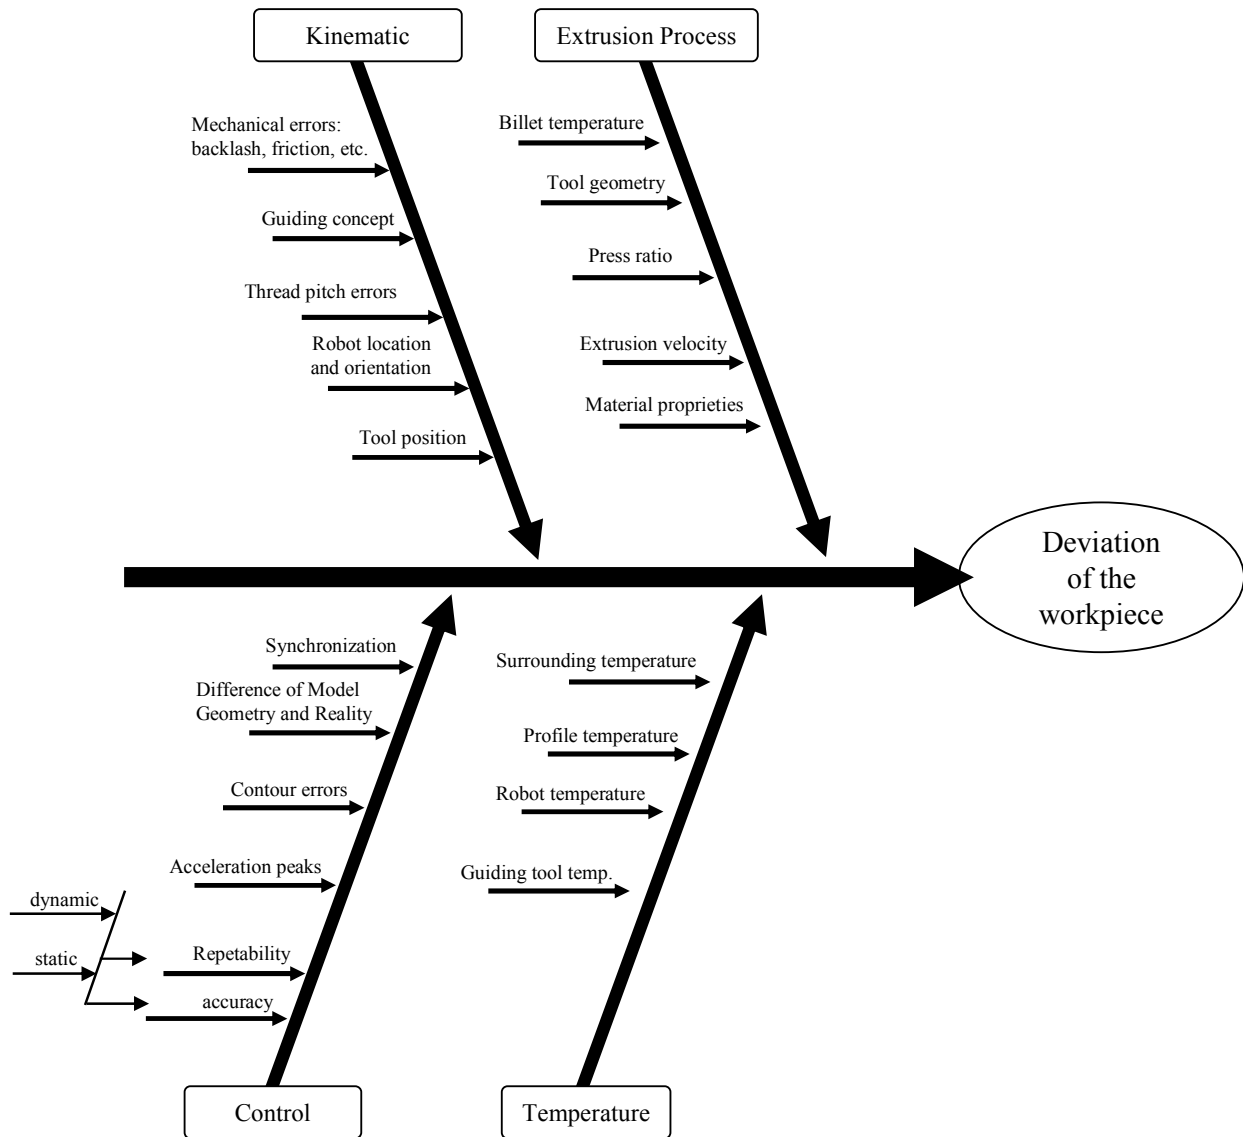 Kinematic
Extrusion Process
Mechanical errors:
backlash, friction, etc.
Guiding concept
Thread pitch errors
Robot location
and orientation
Tool position
Billet temperature
Tool geometry
Press ratio
Extrusion velocity
Material proprieties
Deviation
of the
workpiece
Synchronization
Difference of Model
Geometry and Reality
Contour errors
Acceleration peaks
dynamic
static
Repetability
accuracy
Surrounding temperature
Profile temperature
Robot temperature
Guiding tool temp.
Control
Temperature